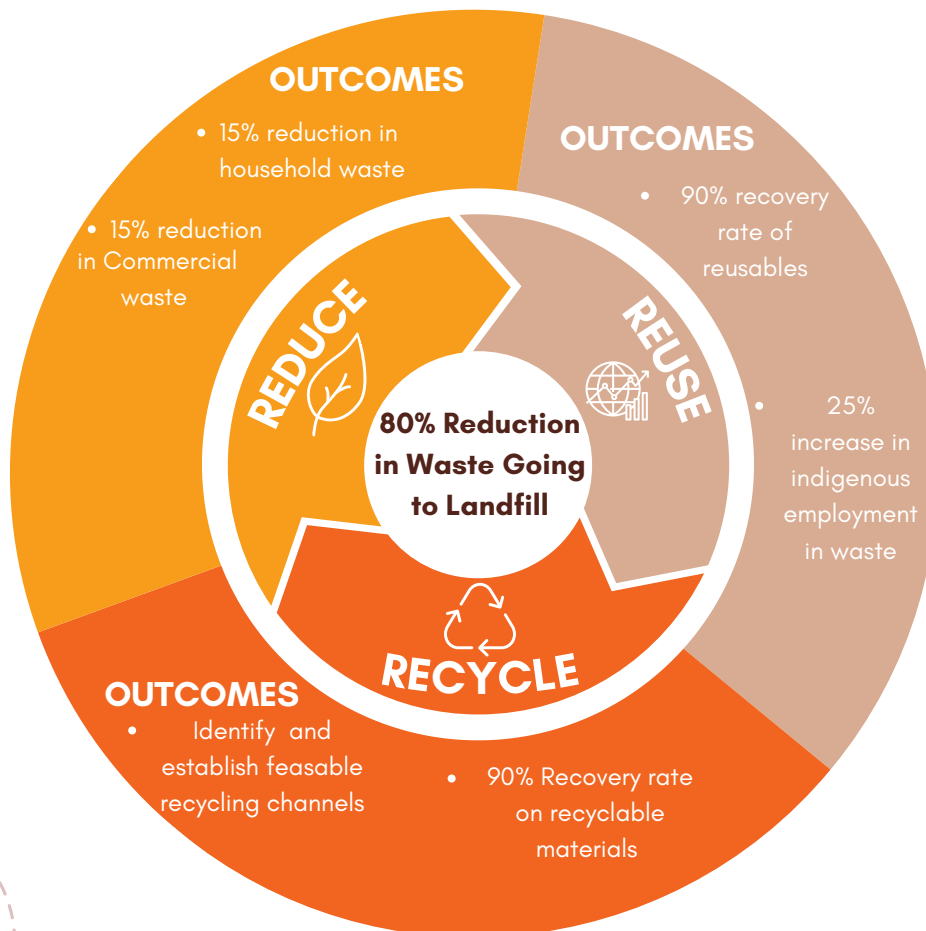 OUTCOMES
• 15% reduction in
household waste
• 15% reduction
in Commercial
waste
REDUCE
OUTCOMES
• 90% recovery
rate of
reusables
• 25%
increase in
indigenous
employment
in waste
REUSE
80% Reduction
in Waste Going
to Landfill
RECYCLE
OUTCOMES
• Identify and
establish feasable
recycling channels
• 90% Recovery rate
on recyclable
materials